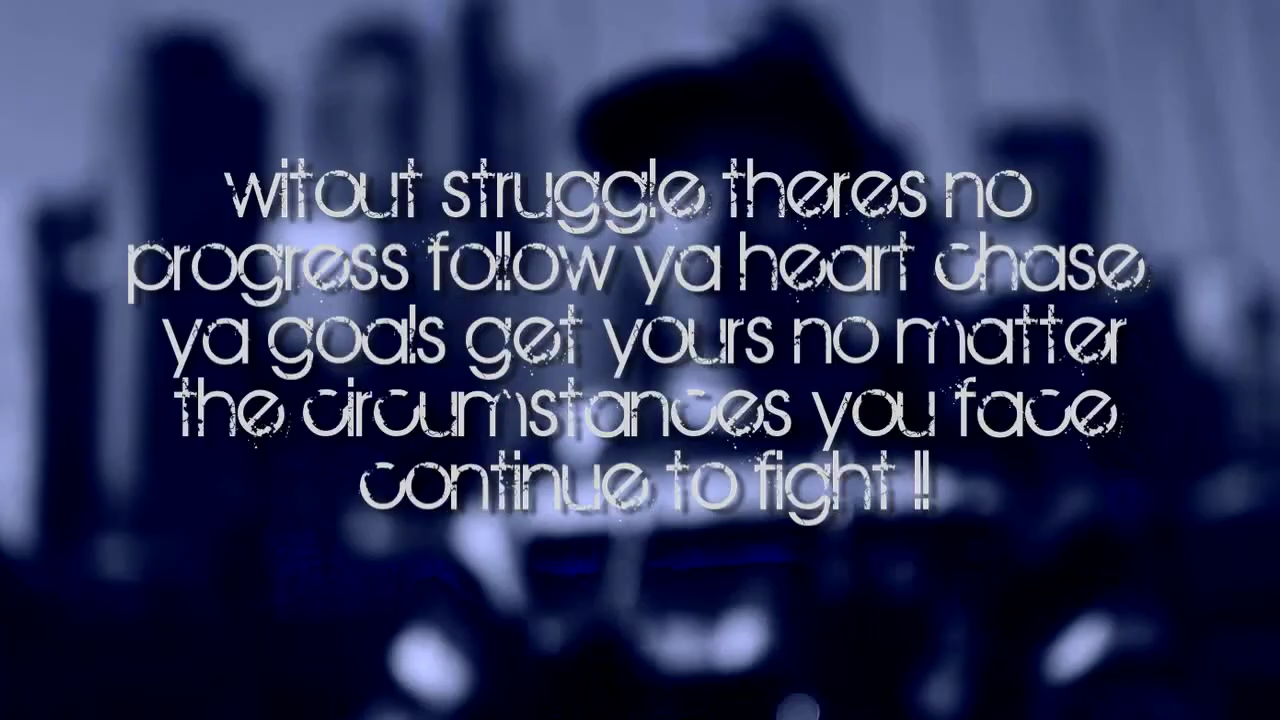 witout struggle theres no
progress follow ya heart chase
ya goals get yours no matter
the circumstances you face
continue to fight !!